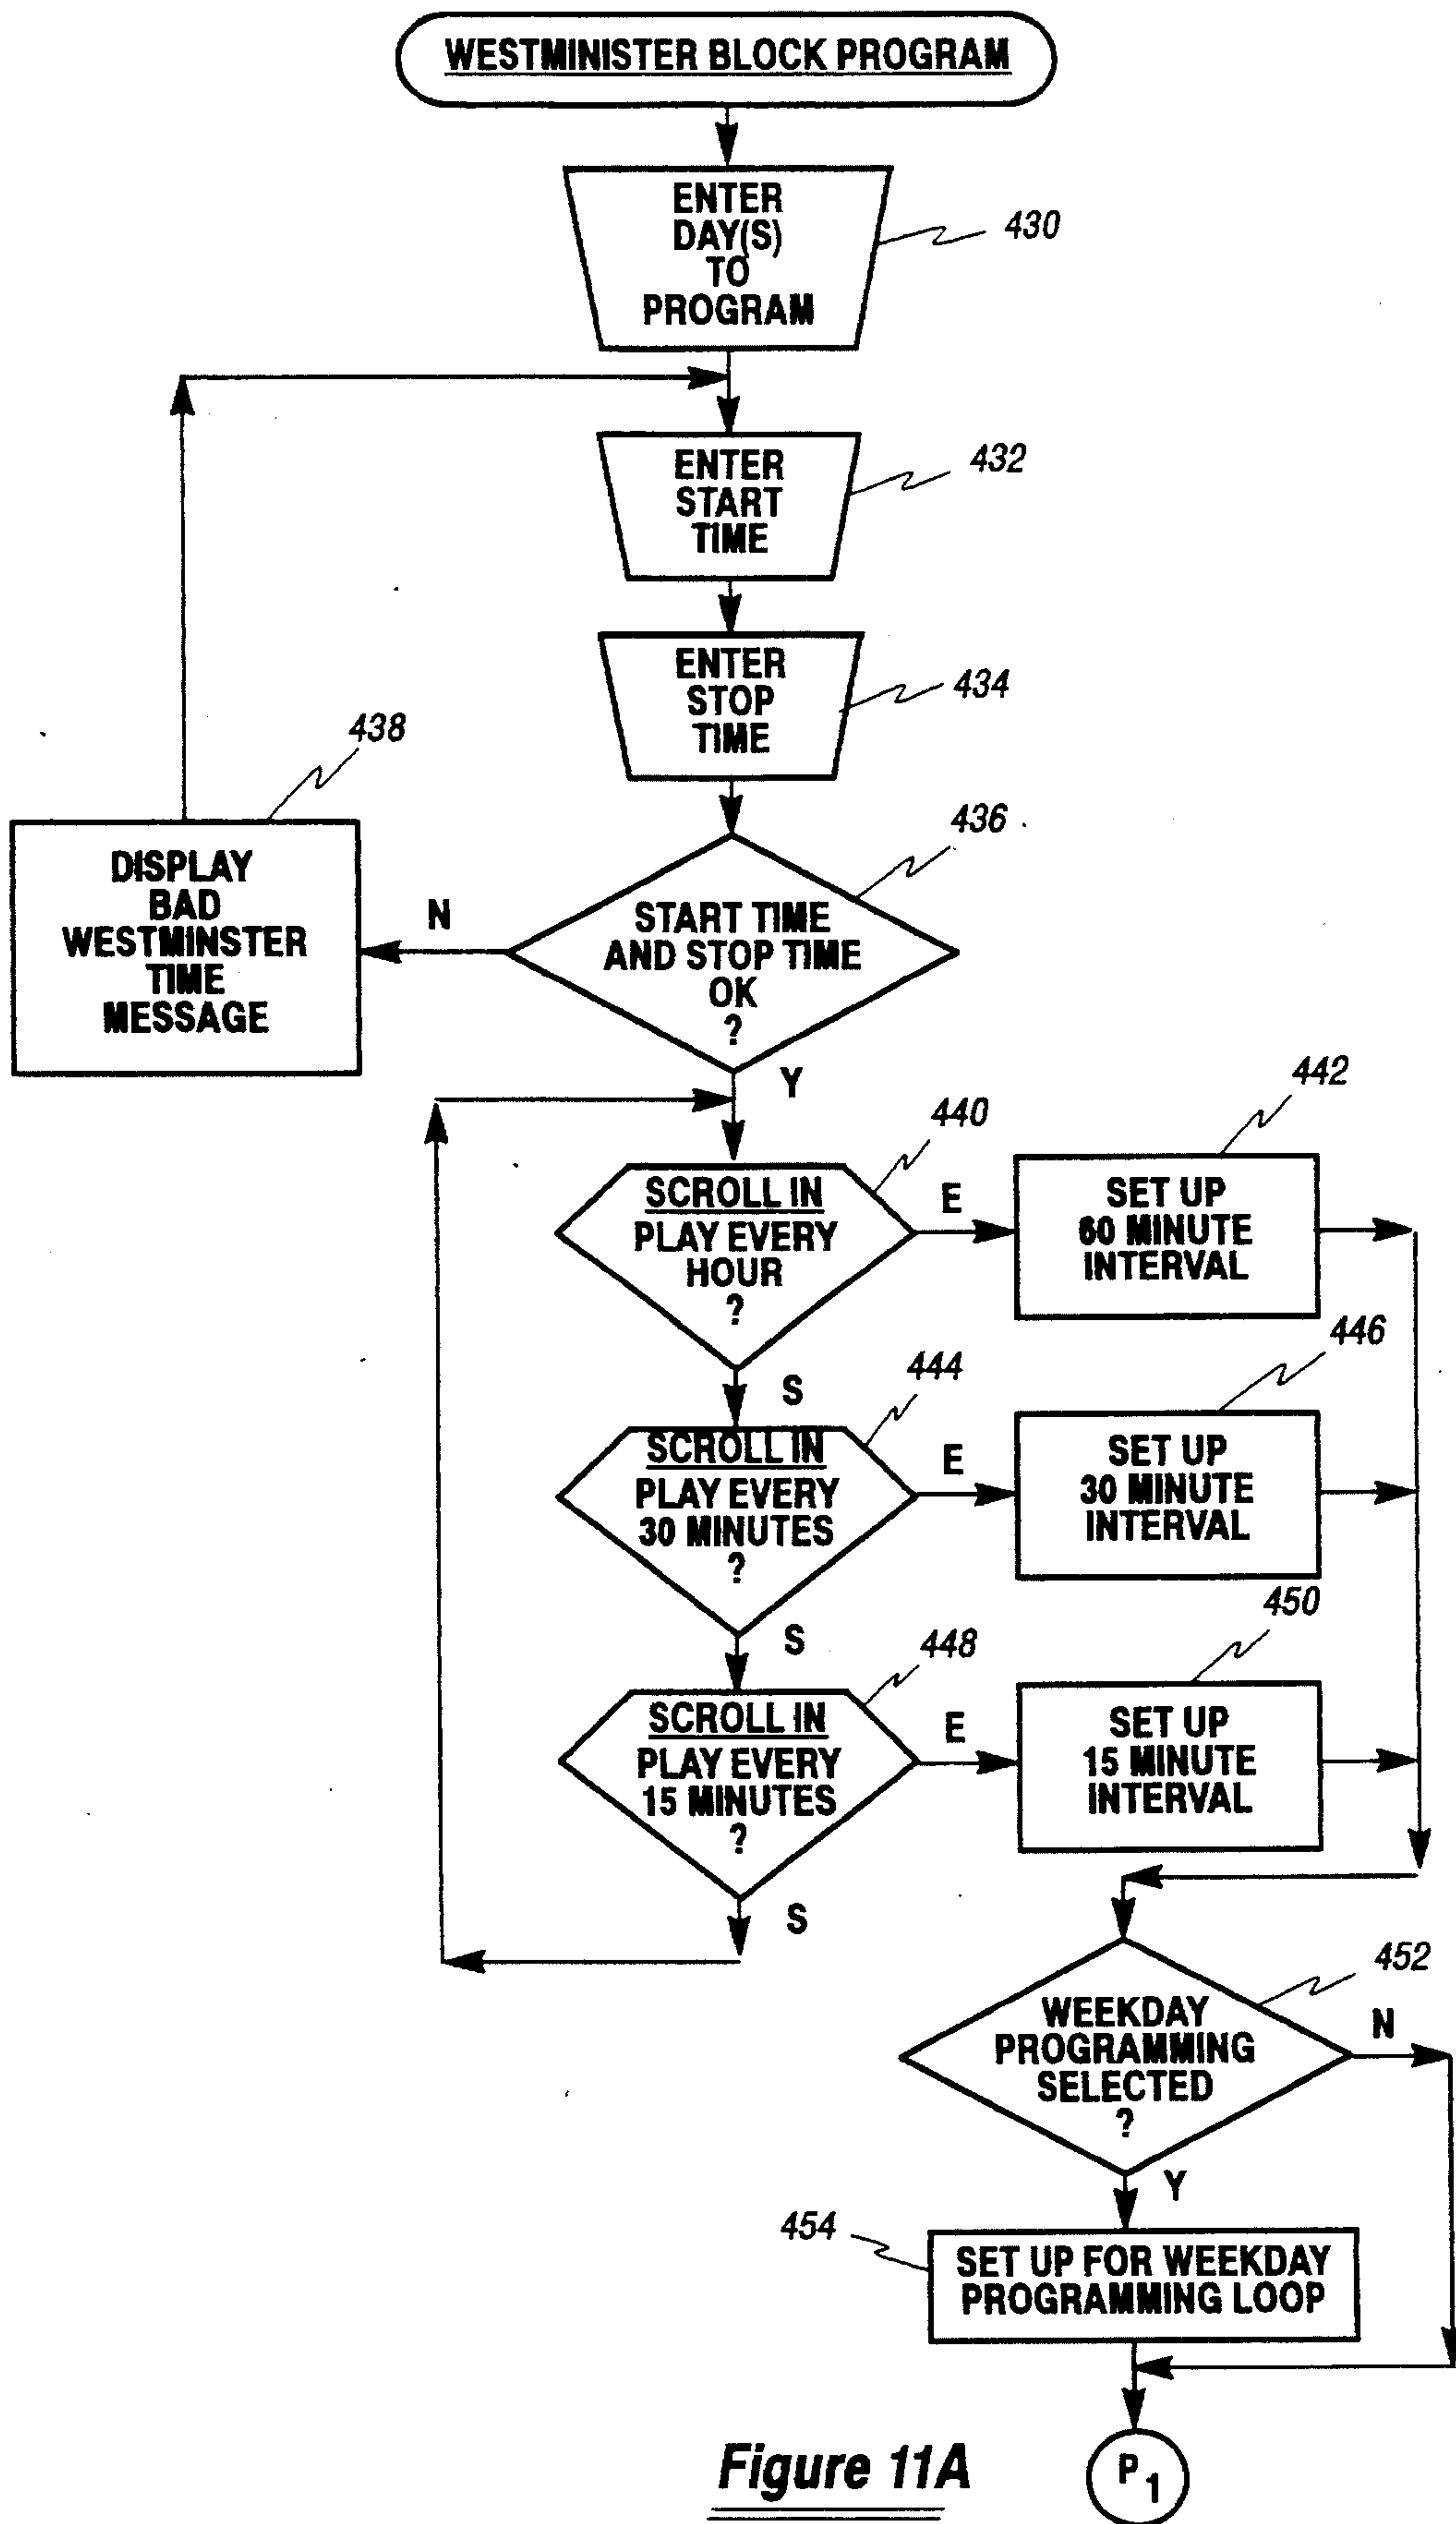 WESTMINISTER BLOCK PROGRAM
ENTER
DAY(S)
TO
PROGRAM
430
ENTER
START
TIME
432
ENTER
STOP
TIME
434
438
DISPLAY
BAD
WESTMINSTER
TIME
MESSAGE
N
436
START TIME
AND STOP TIME
OK
?
Y
440
SCROLL IN
PLAY EVERY
HOUR
?
E
442
SET UP
60 MINUTE
INTERVAL
S
444
SCROLL IN
PLAY EVERY
30 MINUTES
?
E
446
SET UP
30 MINUTE
INTERVAL
S
448
SCROLL IN
PLAY EVERY
15 MINUTES
?
E
450
SET UP
15 MINUTE
INTERVAL
S
452
WEEKDAY
PROGRAMMING
SELECTED
?
N
Y
454
SET UP FOR WEEKDAY
PROGRAMMING LOOP
P1
Figure 11A